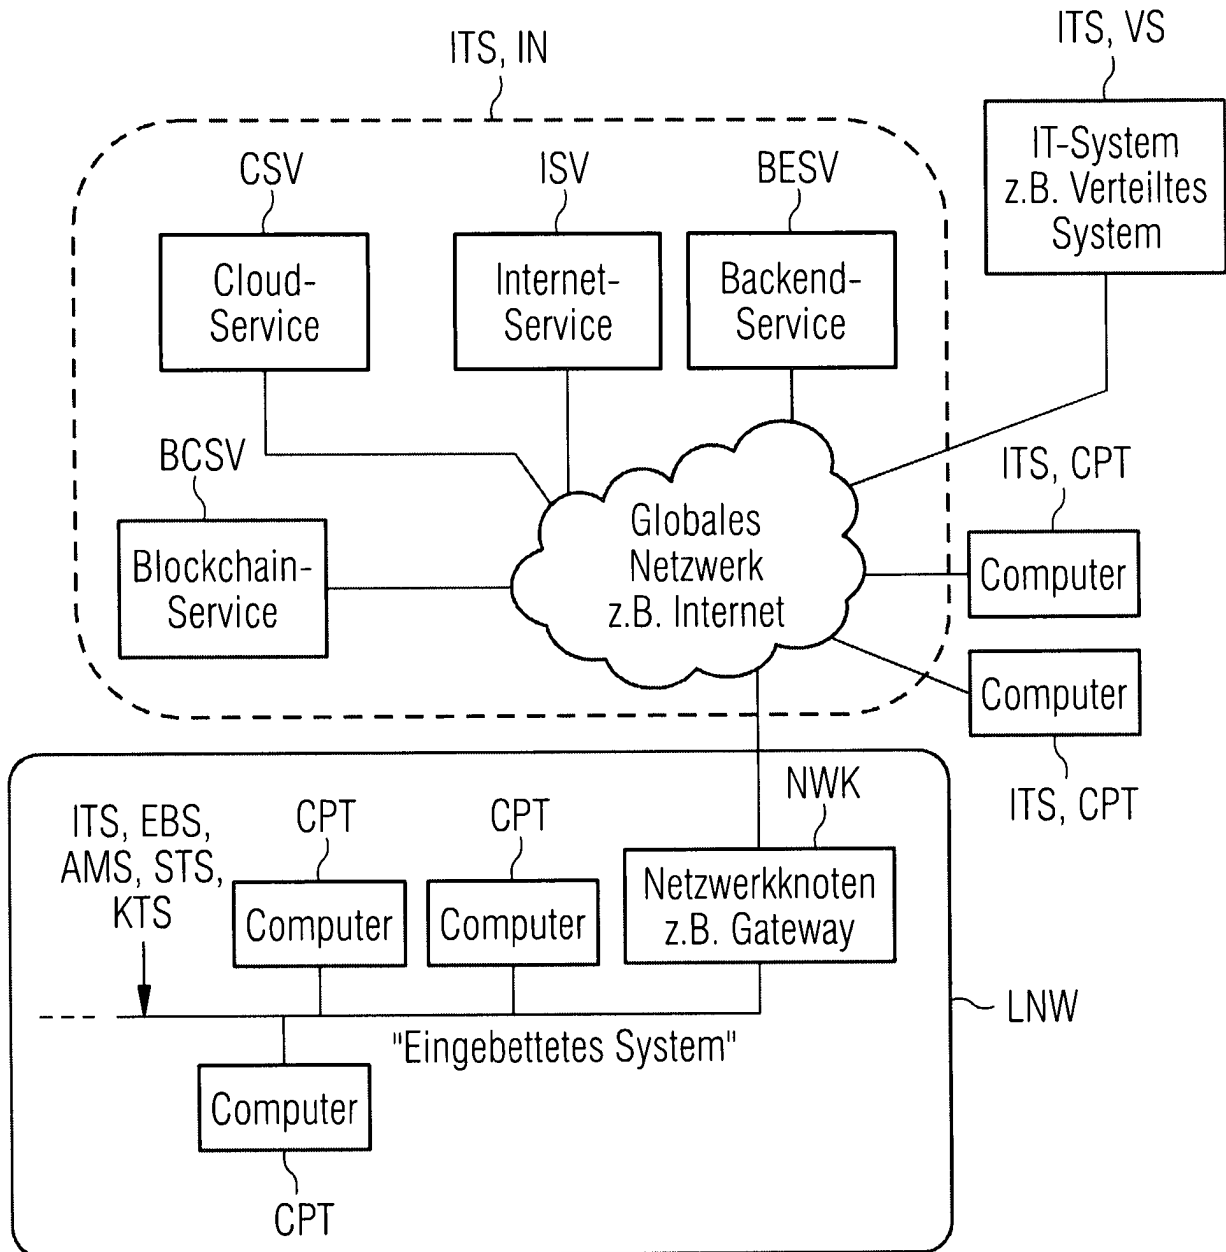 ITS, IN
ITS, VS
IT-System
z.B. Verteiltes
System
CSV
ISV
BESV
Cloud-
Service
Internet-
Service
Backend-
Service
BCSV
Blockchain-
Service
Globales
Netzwerk
z.B. Internet
ITS, CPT
Computer
Computer
ITS, CPT
NWK
Netzwerkknoten
z.B. Gateway
ITS, EBS,
AMS, STS,
KTS
CPT
CPT
Computer
Computer
LNW
"Eingebettetes System"
Computer
CPT